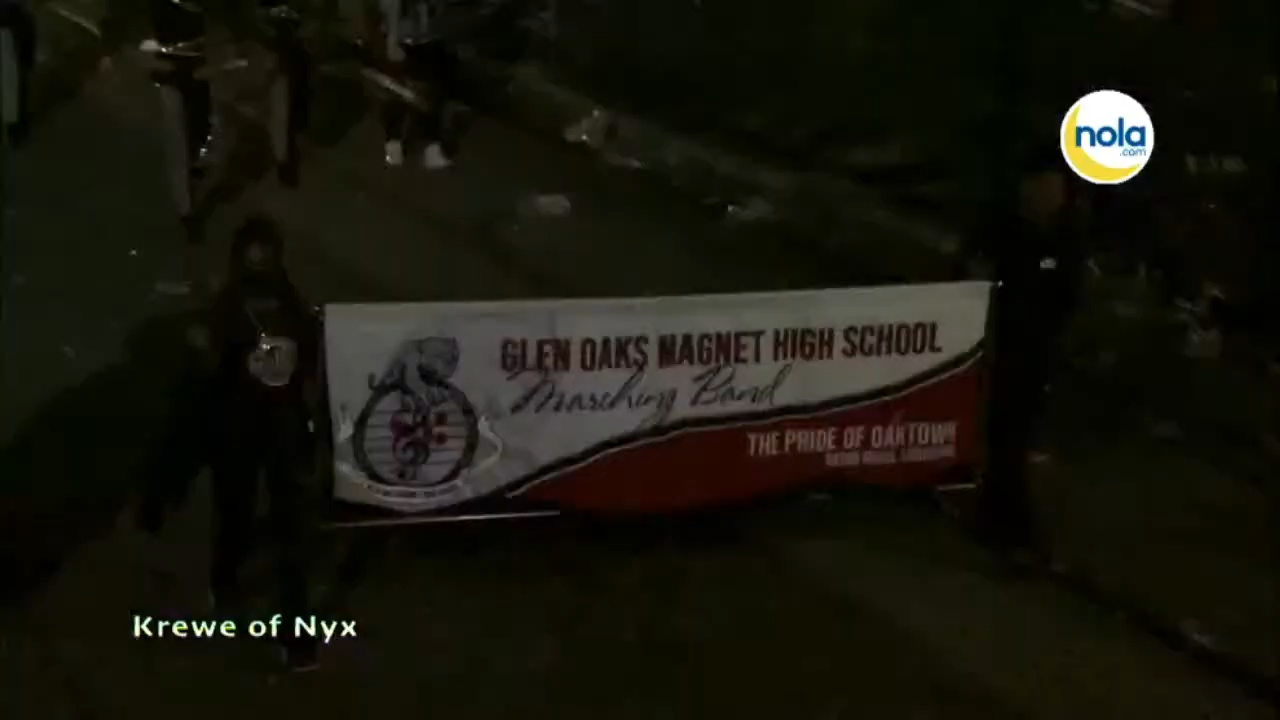 nola
.com
GLEN OAKS MAGNET HIGH SCHOOL
Marching Band
THE PRIDE OF OAKTOWN
Krewe of Nyx